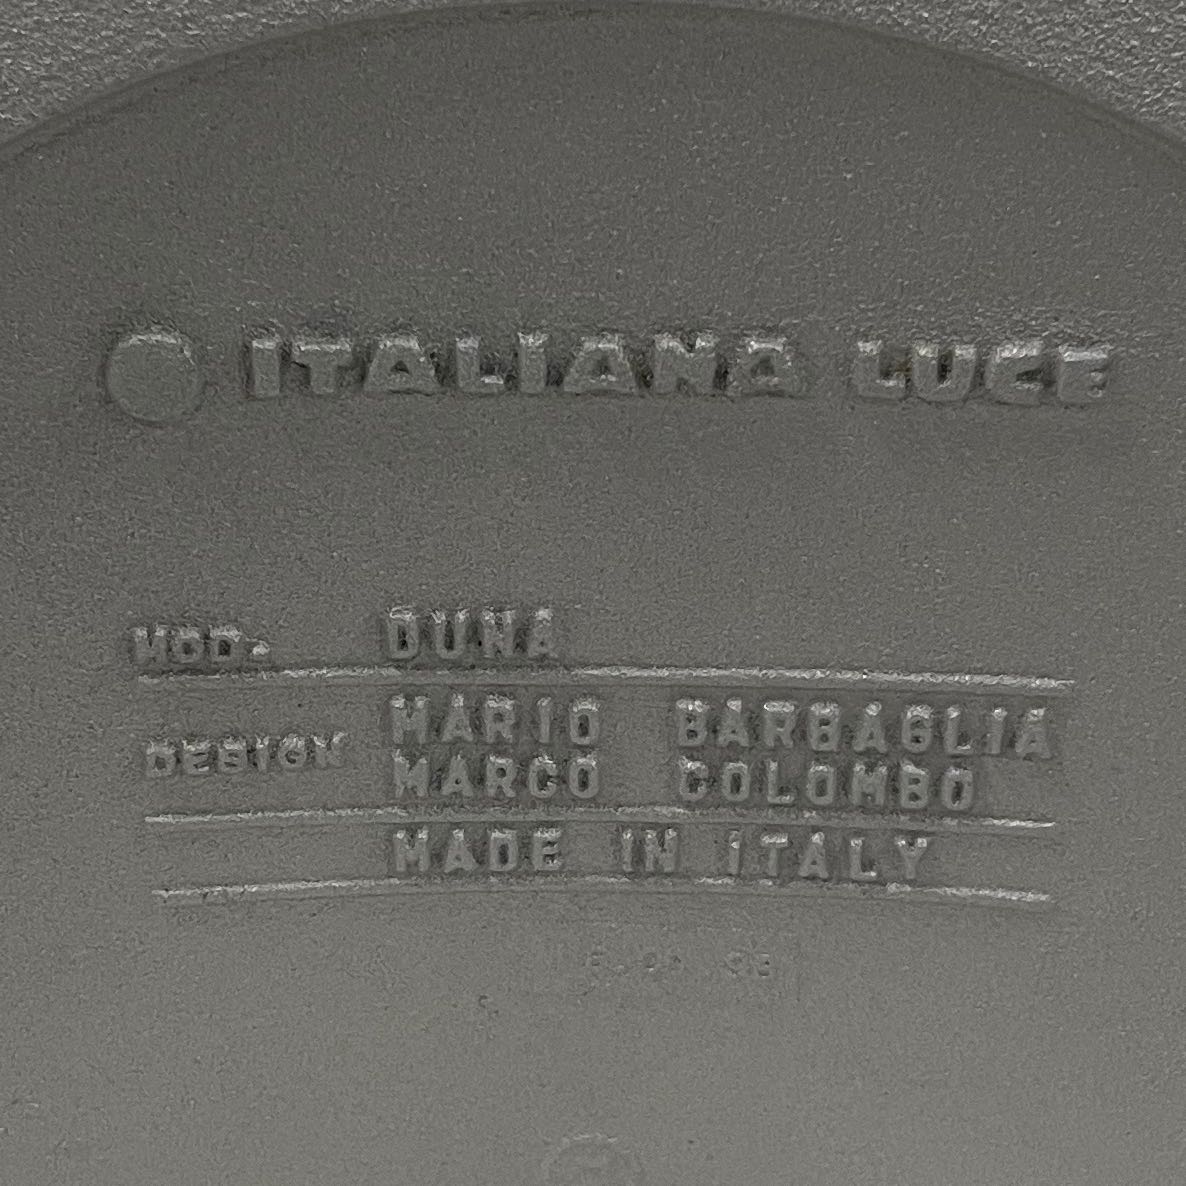 ITALIANA LUCE
MOD. DUNA
DESIGN MARIO BARBAGLIA
MARCO COLOMBO
MADE IN ITALY